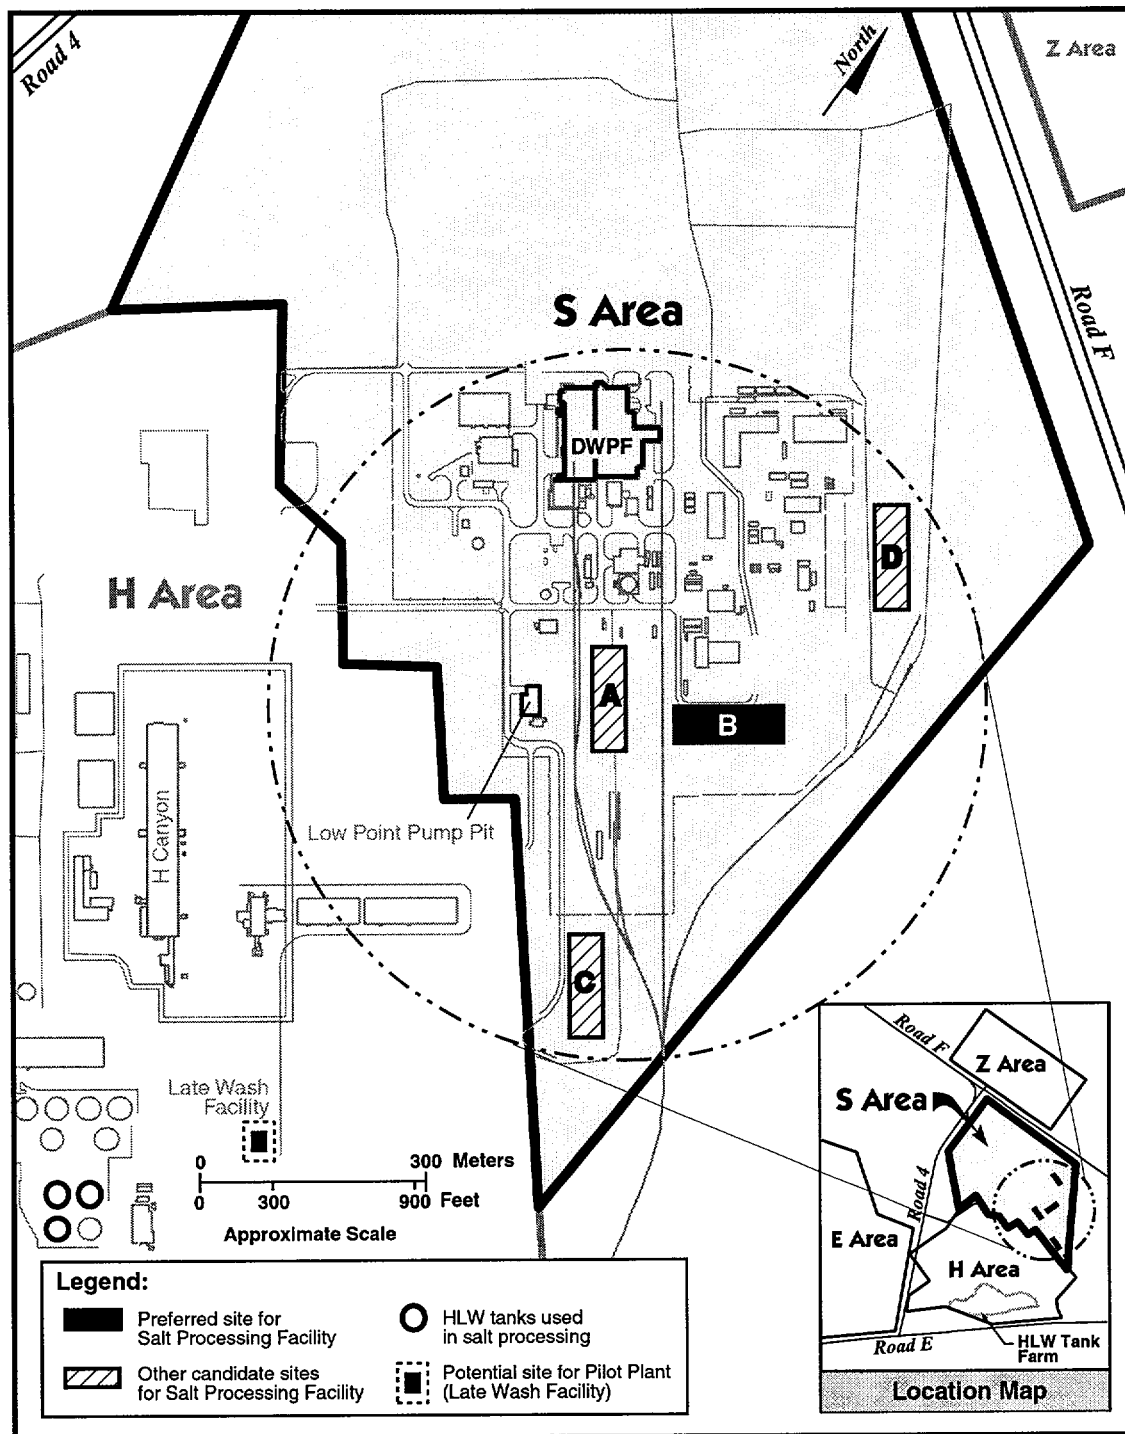 Road 4
North
Z Area
Road F
S Area
DWPF
D
H Area
A
B
Low Point Pump Pit
H Canyon
C
Late Wash
Facility
0 300 Meters
0 300 900 Feet
Approximate Scale
Legend:
Preferred site for
Salt Processing Facility
Other candidate sites
for Salt Processing Facility
HLW tanks used
in salt processing
Potential site for Pilot Plant
(Late Wash Facility)
Road F
Z Area
S Area
Road 4
E Area
H Area
Road E
HLW Tank
Farm
Location Map